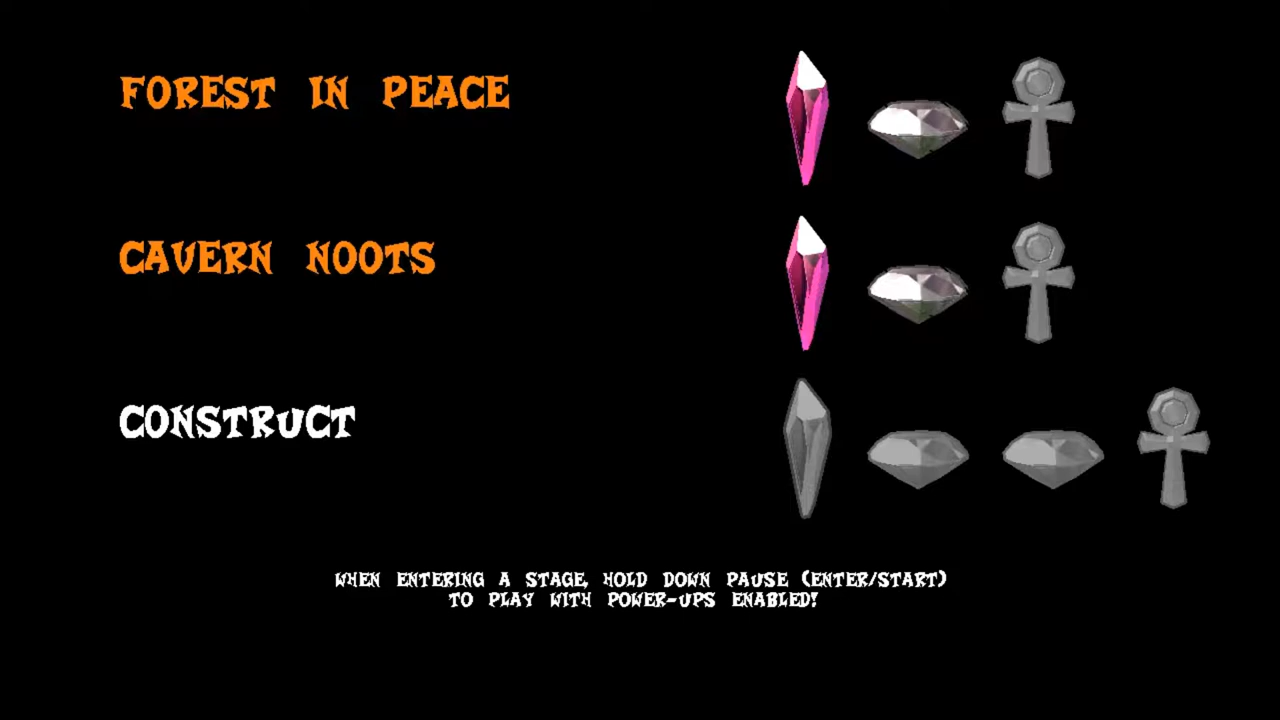 FOREST IN PEACE
CAVERN NOOTS
CONSTRUCT
WHEN ENTERING A STAGE, HOLD DOWN PAUSE (ENTER/START)
TO PLAY WITH POWER-UPS ENABLED!